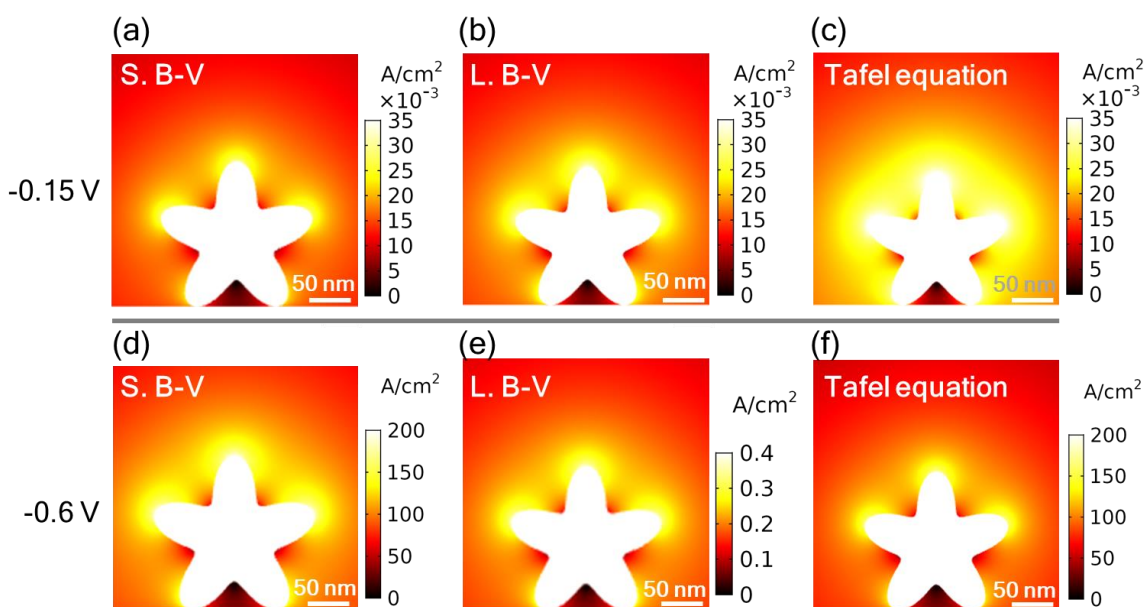 (a) (b) (c)
S. B-V A/cm² ×10⁻³ L. B-V A/cm² ×10⁻³ Tafel equation A/cm² ×10⁻³
-0.15 V
35 30 25 20 15 10 5 0
35 30 25 20 15 10 5 0
35 30 25 20 15 10 5 0
50 nm 50 nm 50 nm
(d) (e) (f)
S. B-V A/cm² L. B-V A/cm² Tafel equation A/cm²
-0.6 V
200 150 100 50 0
0.4 0.3 0.2 0.1 0
200 150 100 50 0
50 nm 50 nm 50 nm